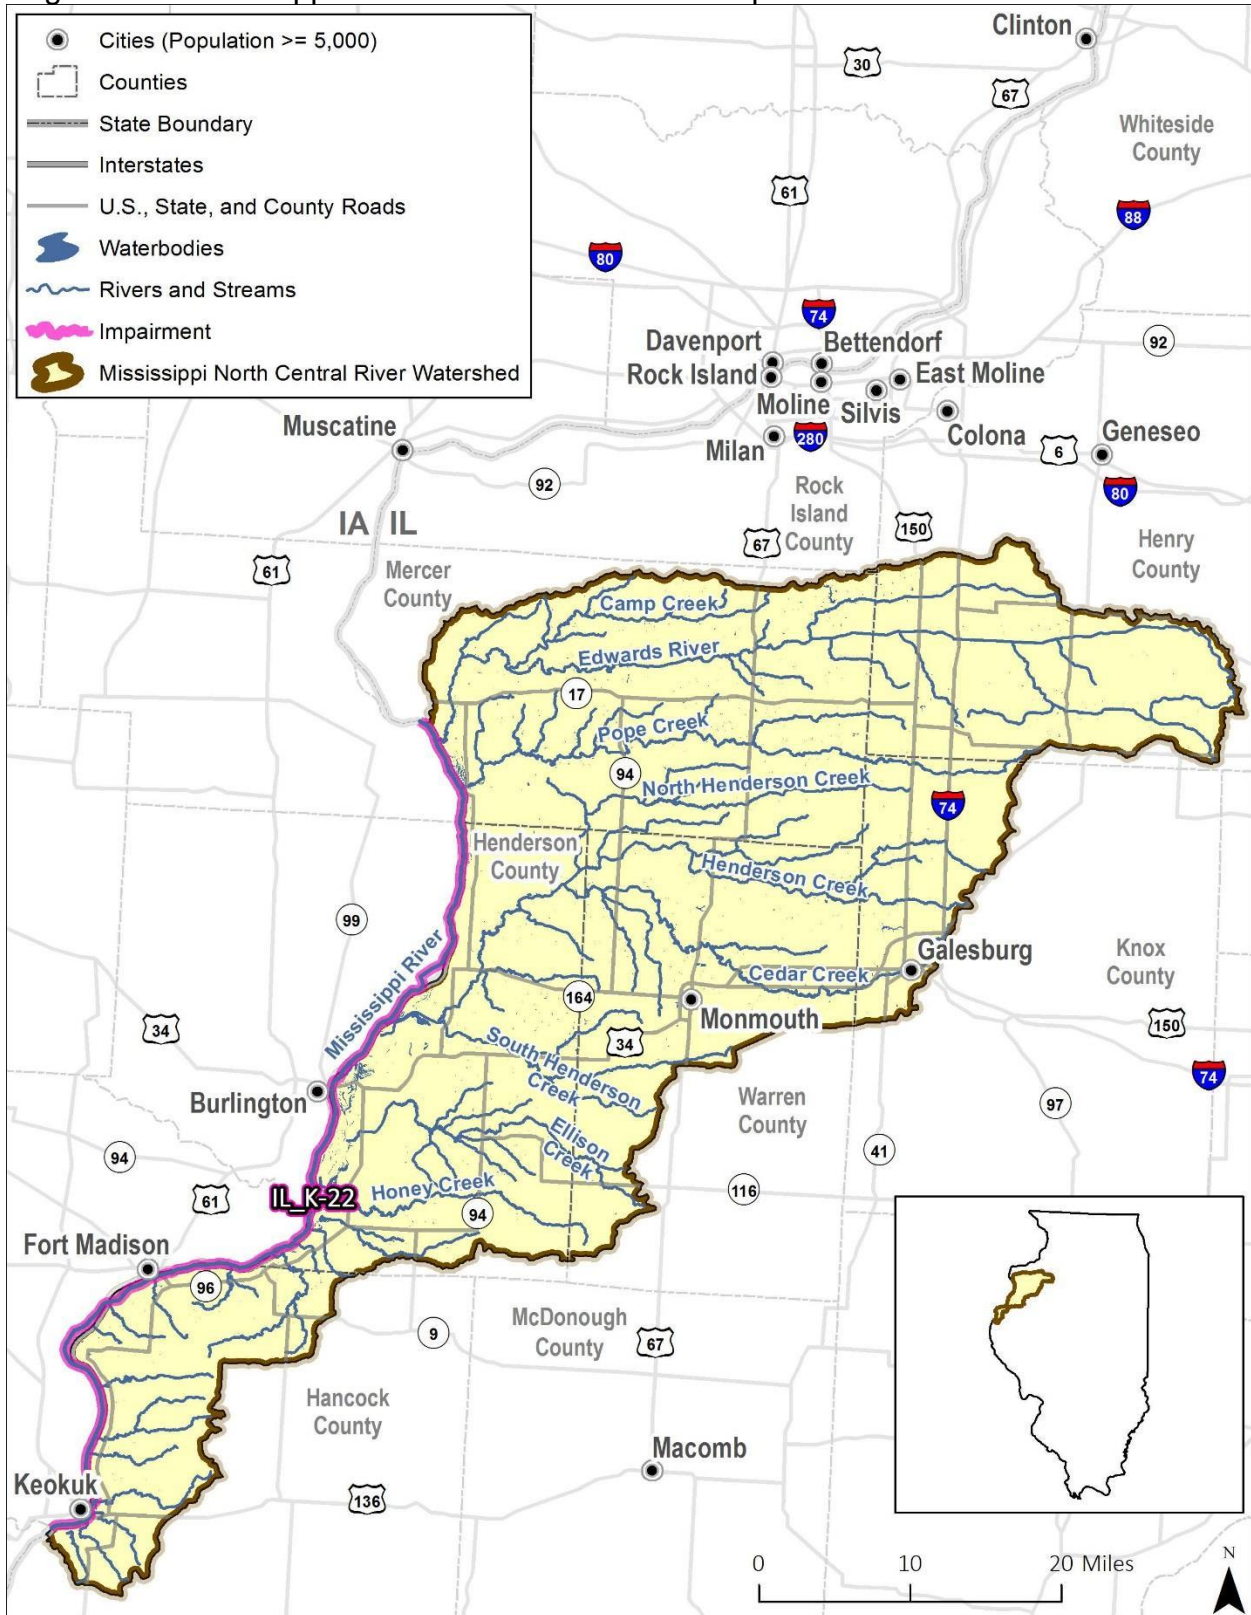 Cities (Population >= 5,000)
Counties
State Boundary
Interstates
U.S., State, and County Roads
Waterbodies
Rivers and Streams
Impairment
Mississippi North Central River Watershed
Clinton
30
67
Whiteside
County
61
88
80
74
92
Davenport
Bettendorf
Rock Island
East Moline
Moline
Silvis
Colona
Muscatine
Milan
280
6
Geneseo
92
80
Rock
Island
County
IA
IL
67
150
Henry
County
61
Mercer
County
Camp Creek
Edwards River
17
Pope Creek
94
North Henderson Creek
74
Henderson
County
Henderson Creek
99
Mississippi River
Galesburg
Knox
County
Cedar Creek
164
Monmouth
34
34
150
South Henderson
Creek
74
Burlington
Warren
County
97
Ellison
Creek
94
41
Honey Creek
116
IL_K-22
61
94
Fort Madison
96
McDonough
County
9
67
Hancock
County
Macomb
Keokuk
136
0
10
20 Miles
N